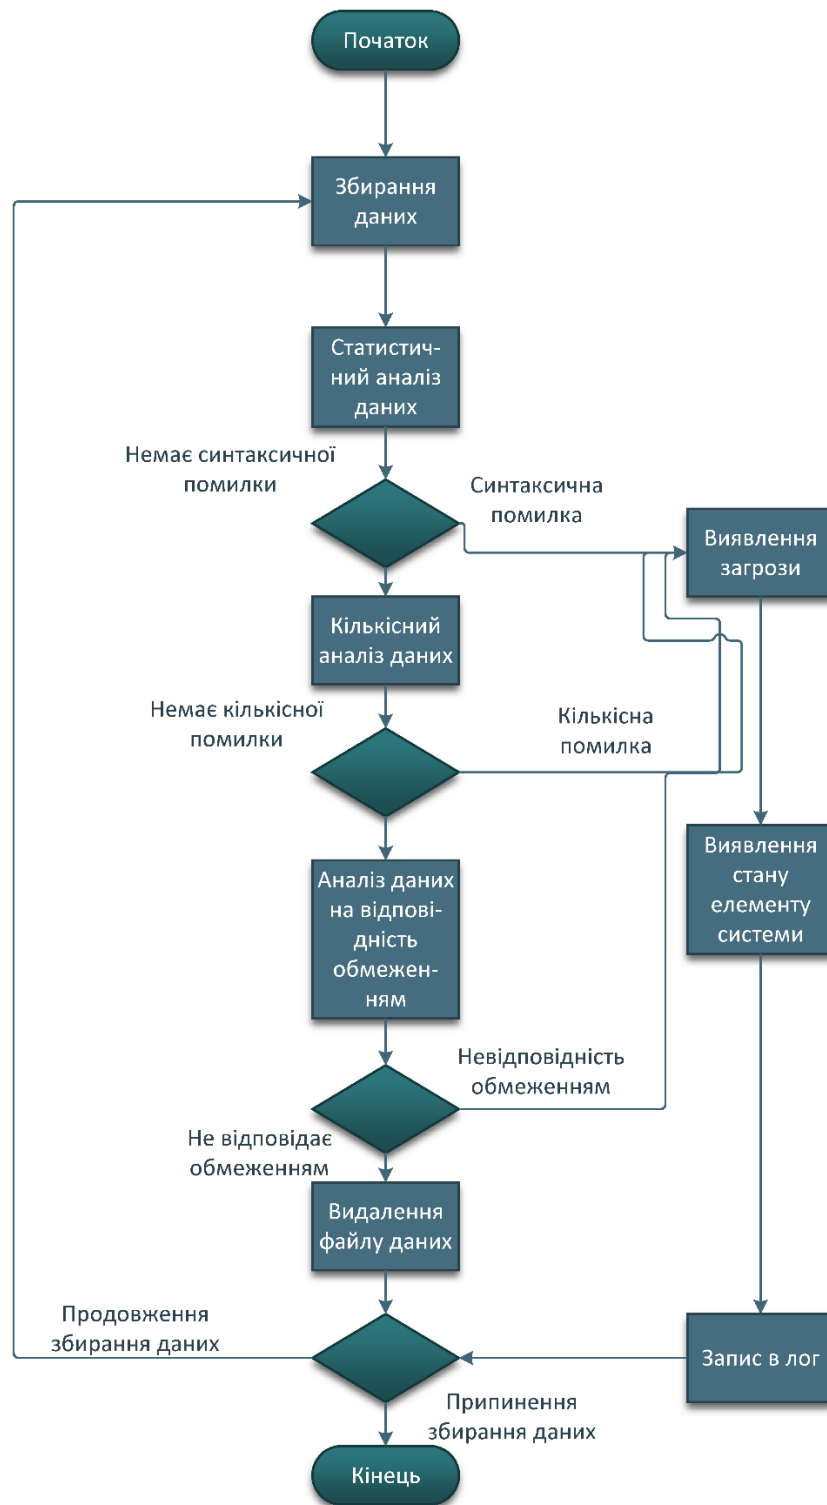 Початок
Збирання
даних
Статистич-
ний аналіз
даних
Немає синтаксичної
помилки
Синтаксична
помилка
Виявлення
загрози
Кількісний
аналіз даних
Немає кількісної
помилки
Кількісна
помилка
Виявлення
стану
елементу
системи
Аналіз даних
на відпові-
дність
обмежен-
ням
Невідповідність
обмеженням
Не відповідає
обмеженням
Видалення
файлу даних
Продовження
збирання даних
Запис в лог
Припинення
збирання даних
Кінець